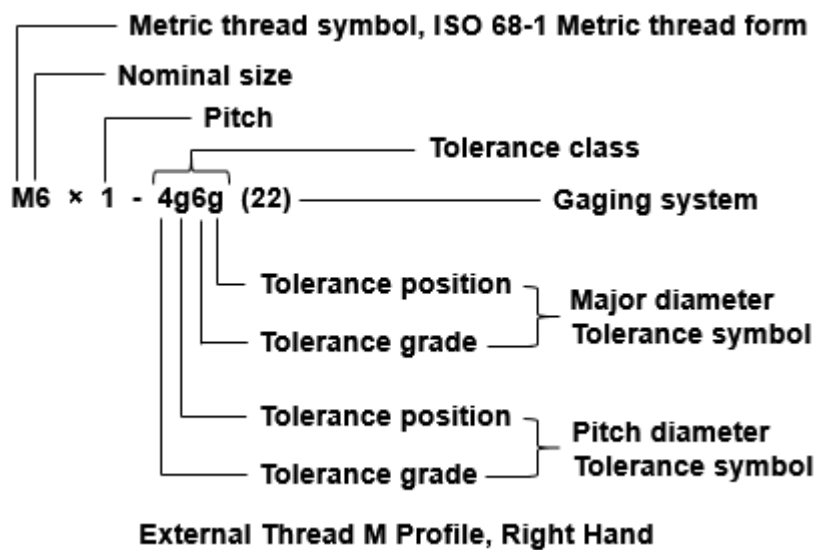 Metric thread symbol, ISO 68-1 Metric thread form
Nominal size
Pitch
Tolerance class
M6 × 1 - 4g6g (22)
Gaging system
Tolerance position
Major diameter
Tolerance grade
Tolerance symbol
Tolerance position
Pitch diameter
Tolerance grade
Tolerance symbol
External Thread M Profile, Right Hand